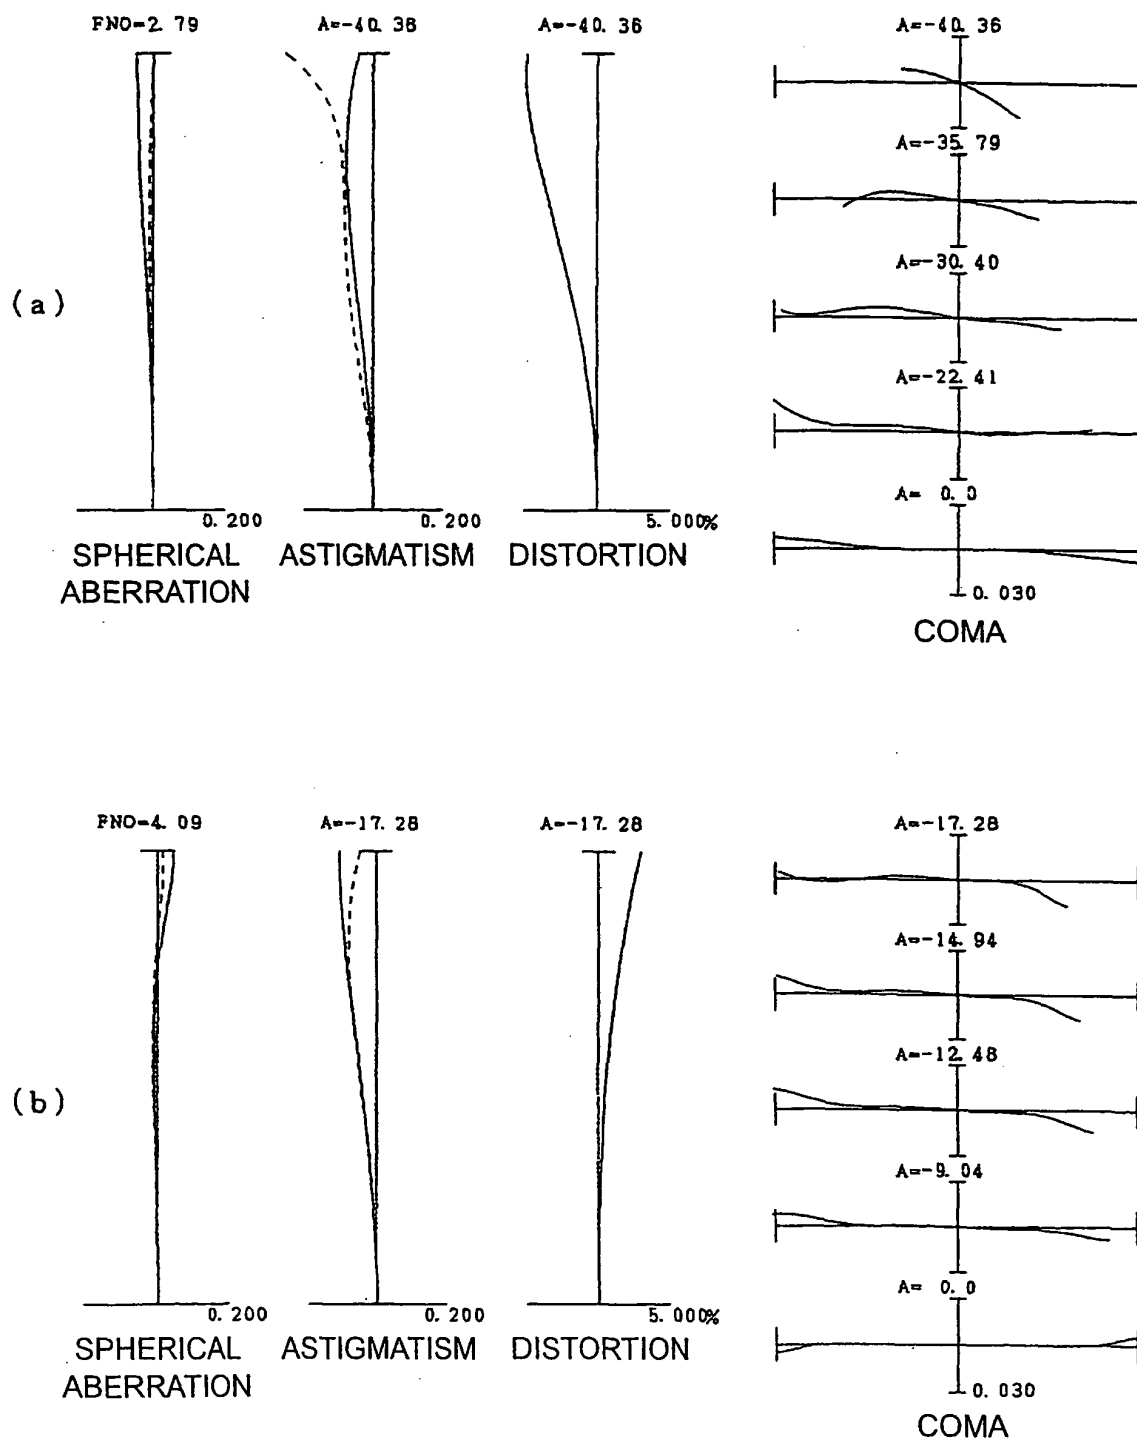 FNO=2.79 A=-40.36 A=-40.36 A=-40.36
A=-35.79
(a) A=-30.40
A=-22.41
A= 0.0
0.200 0.200 5.000%
SPHERICAL ABERRATION ASTIGMATISM DISTORTION
0.030
COMA
FNO=4.09 A=-17.28 A=-17.28 A=-17.28
A=-14.94
A=-12.48
(b)
A=-9.04
A= 0.0
0.200 0.200 5.000%
SPHERICAL ABERRATION ASTIGMATISM DISTORTION
0.030
COMA